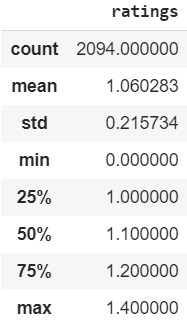 ratings
count 2094.000000
mean 1.060283
std 0.215734
min 0.000000
25% 1.000000
50% 1.100000
75% 1.200000
max 1.400000